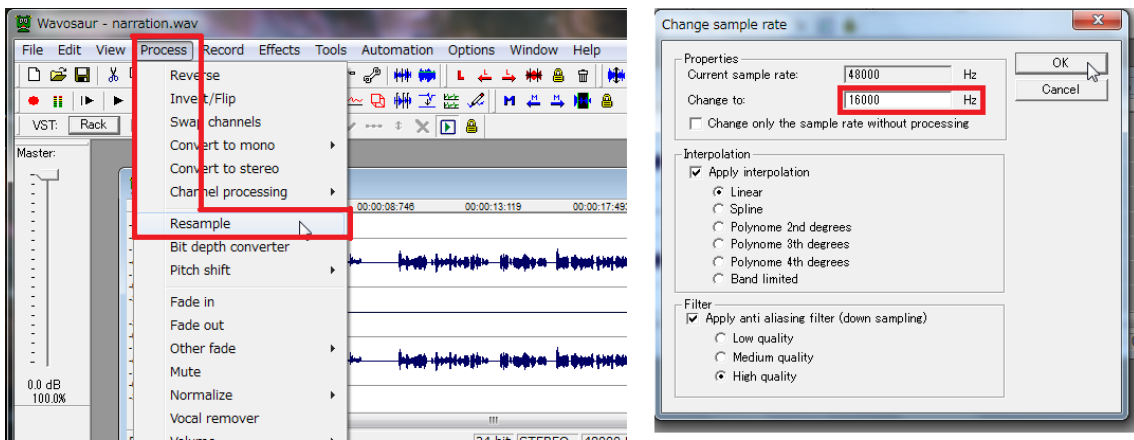 Wavosaur - narration.wav
File Edit View Process Record Effects Tools Automation Options Window Help
VST: Rack
Master:
0.0 dB
100.0%
Reverse
Invert/Flip
Swap channels
Convert to mono
Convert to stereo
Channel processing
Resample
Bit depth converter
Pitch shift
Fade in
Fade out
Other fade
Mute
Normalize
Vocal remover
00:00:08:746 00:00:13:119
24 bit STEREO 48000
Change sample rate
Properties
Current sample rate: 48000 Hz
Change to: 16000 Hz
Change only the sample rate without processing
Interpolation
Apply interpolation
Linear
Spline
Polynome 2nd degrees
Polynome 3th degrees
Polynome 4th degrees
Band limited
Filter
Apply anti aliasing filter (down sampling)
Low quality
Medium quality
High quality
OK
Cancel